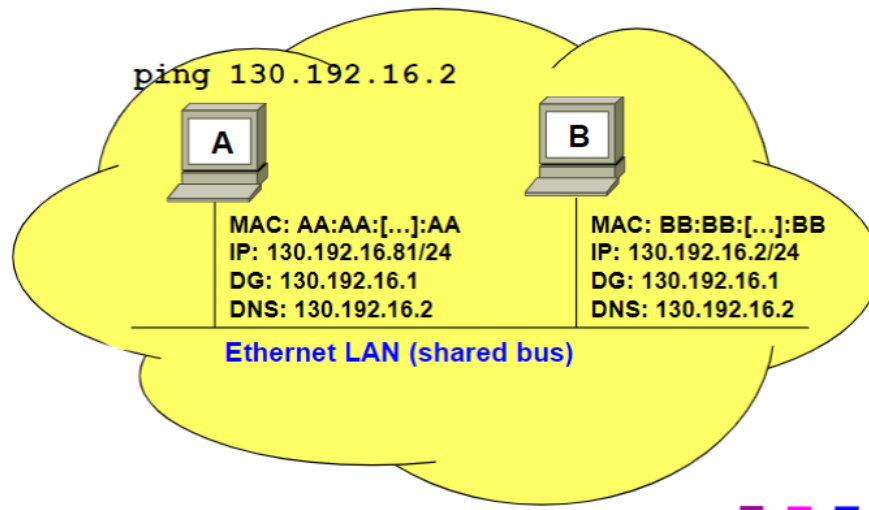 ping 130.192.16.2
A
B
MAC: AA:AA:[…]:AA
IP: 130.192.16.81/24
DG: 130.192.16.1
DNS: 130.192.16.2
MAC: BB:BB:[…]:BB
IP: 130.192.16.2/24
DG: 130.192.16.1
DNS: 130.192.16.2
Ethernet LAN (shared bus)